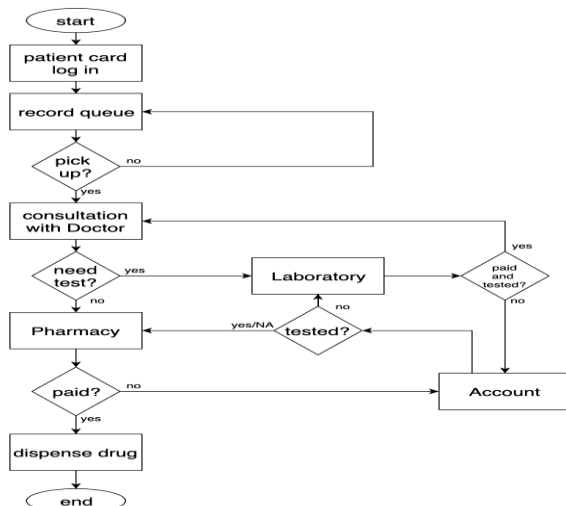 start
patient card
log in
record queue
pick
up?
no
yes
consultation
with Doctor
need
test?
yes
no
Laboratory
paid
and
tested?
yes
no
Pharmacy
yes/NA
tested?
no
paid?
no
yes
Account
dispense drug
end